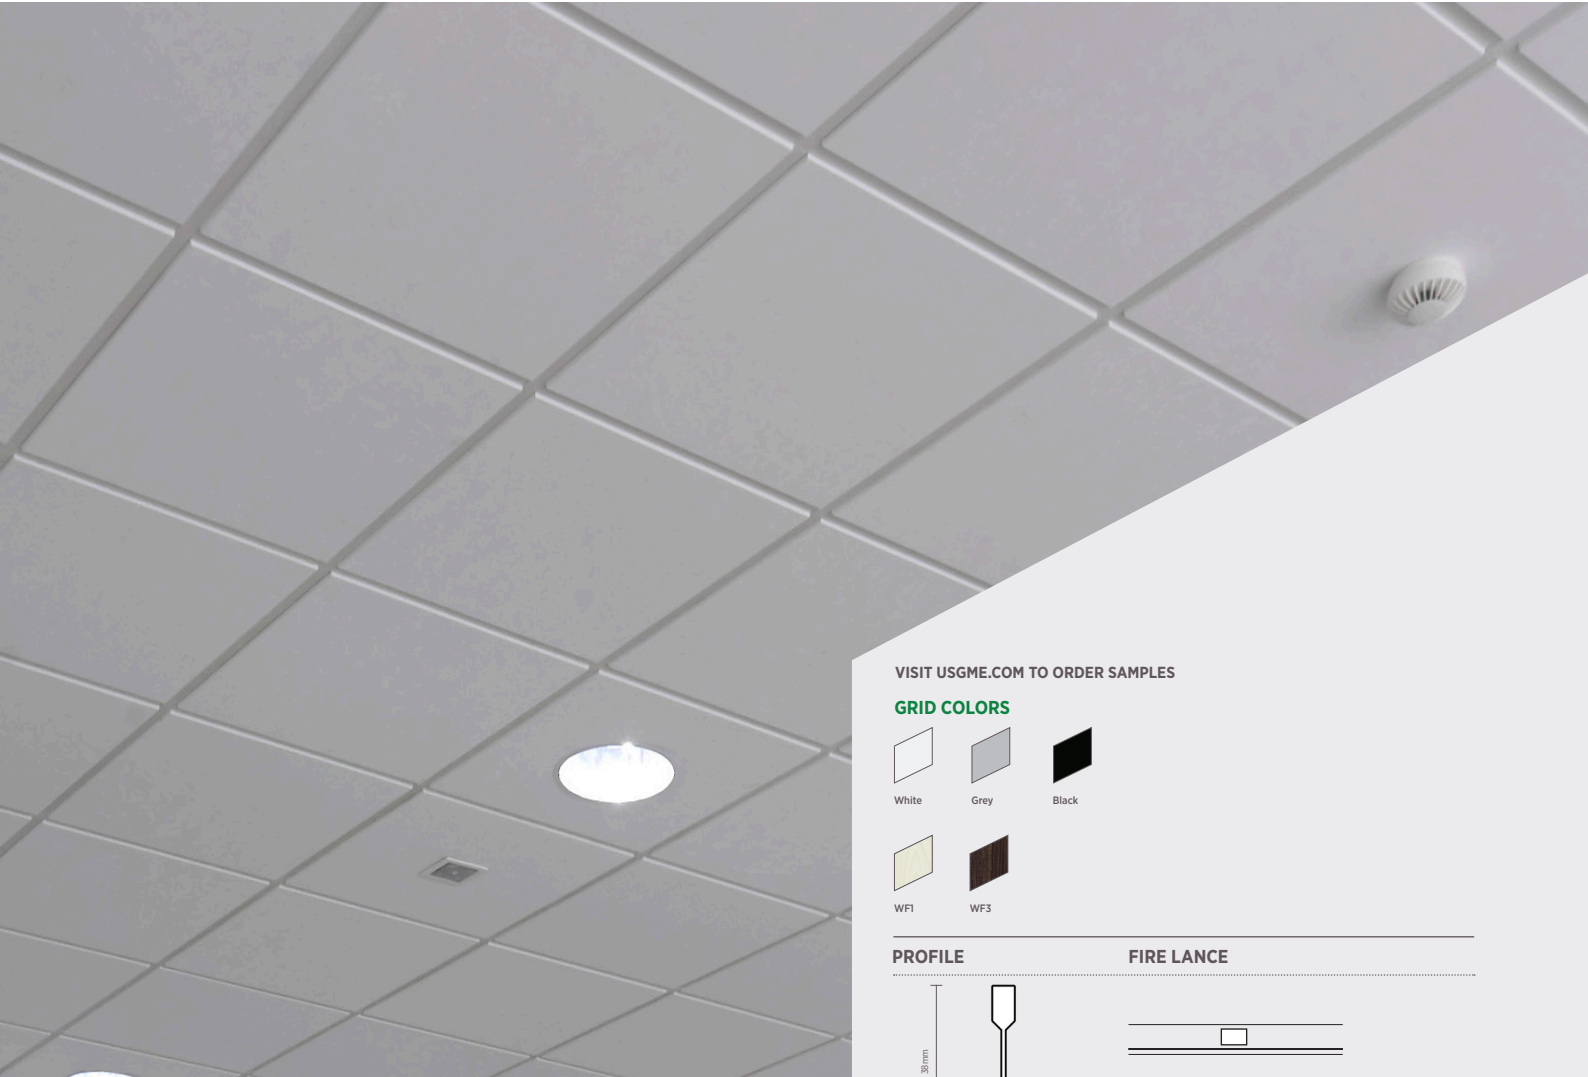 VISIT USGME.COM TO ORDER SAMPLES
GRID COLORS
White Grey Black
WF1 WF3
PROFILE FIRE LANCE
38 mm